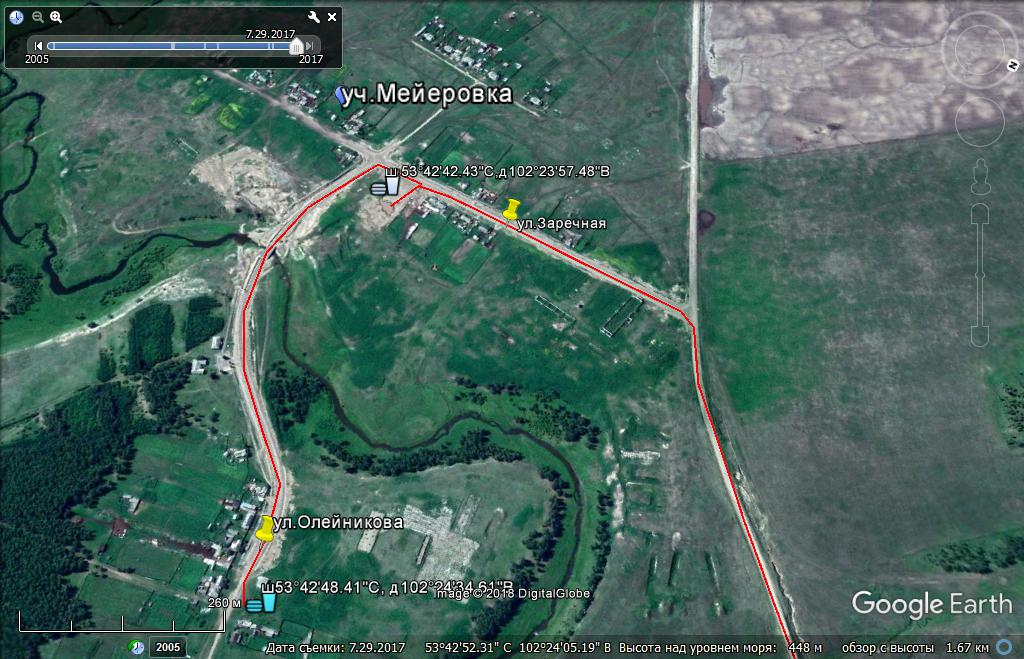 7.29.2017
2005
2017
уч.Мейеровка
N
ш 53°42'42.43"С,д102°23'57.48"В
ул.Заречная
ул.Олейникова
ш53°42'48.41"С, д102°24'34.61"В
Image © 2018 DigitalGlobe
260 м
Google Earth
2005
Дата съемки: 7.29.2017 53°42'52.31" С 102°24'05.19" В Высота над уровнем моря: 448 м обзор с высоты 1.67 км